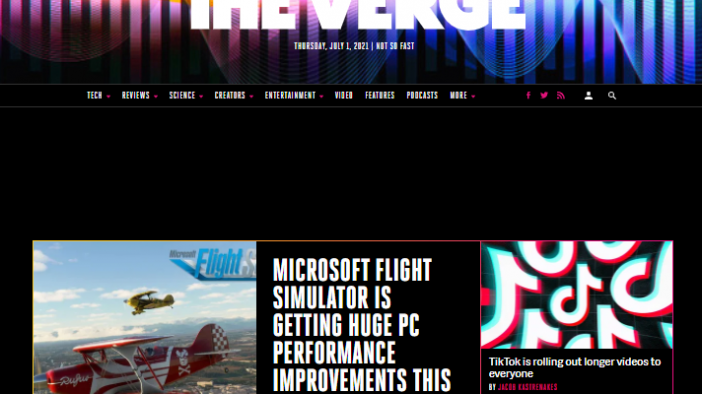 THE VERGE
THURSDAY, JULY 1, 2021 | NOT SO FAST
TECH REVIEWS SCIENCE CREATORS ENTERTAINMENT VIDEO FEATURES PODCASTS MORE
Microsoft
Flight
MICROSOFT FLIGHT
SIMULATOR IS
GETTING HUGE PC
PERFORMANCE
IMPROVEMENTS THIS
Rufus
TikTok is rolling out longer videos to
everyone
BY JACOB KASTRENAKES